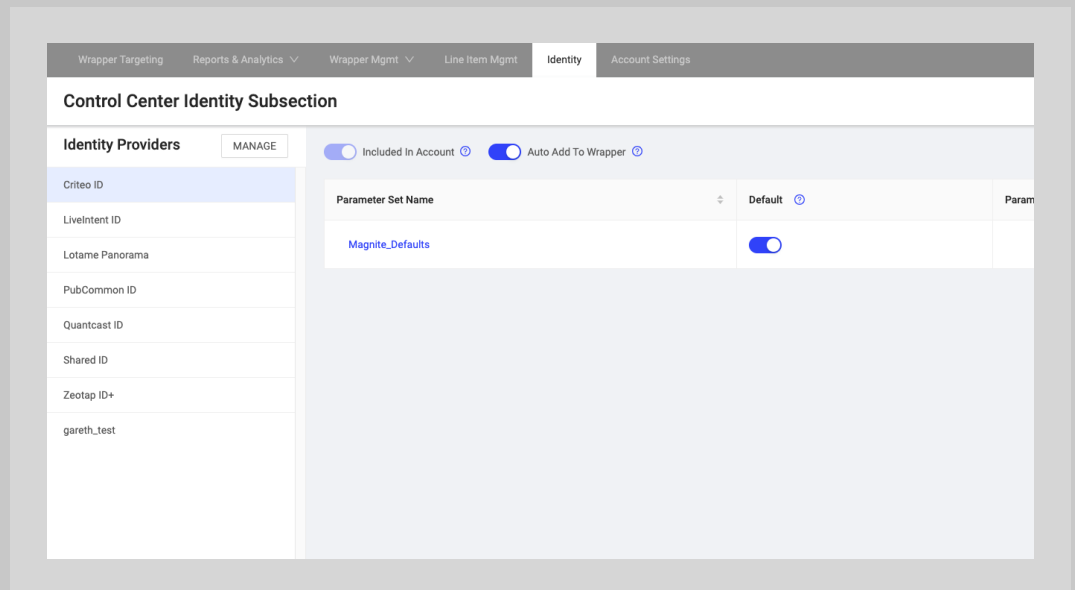 Wrapper Targeting Reports & Analytics Wrapper Mgmt Line Item Mgmt Identity Account Settings
Control Center Identity Subsection
Identity Providers MANAGE
Included In Account Auto Add To Wrapper
Parameter Set Name Default Param
Magnite_Defaults
Criteo ID
LiveIntent ID
Lotame Panorama
PubCommon ID
Quantcast ID
Shared ID
Zeotap ID+
gareth_test